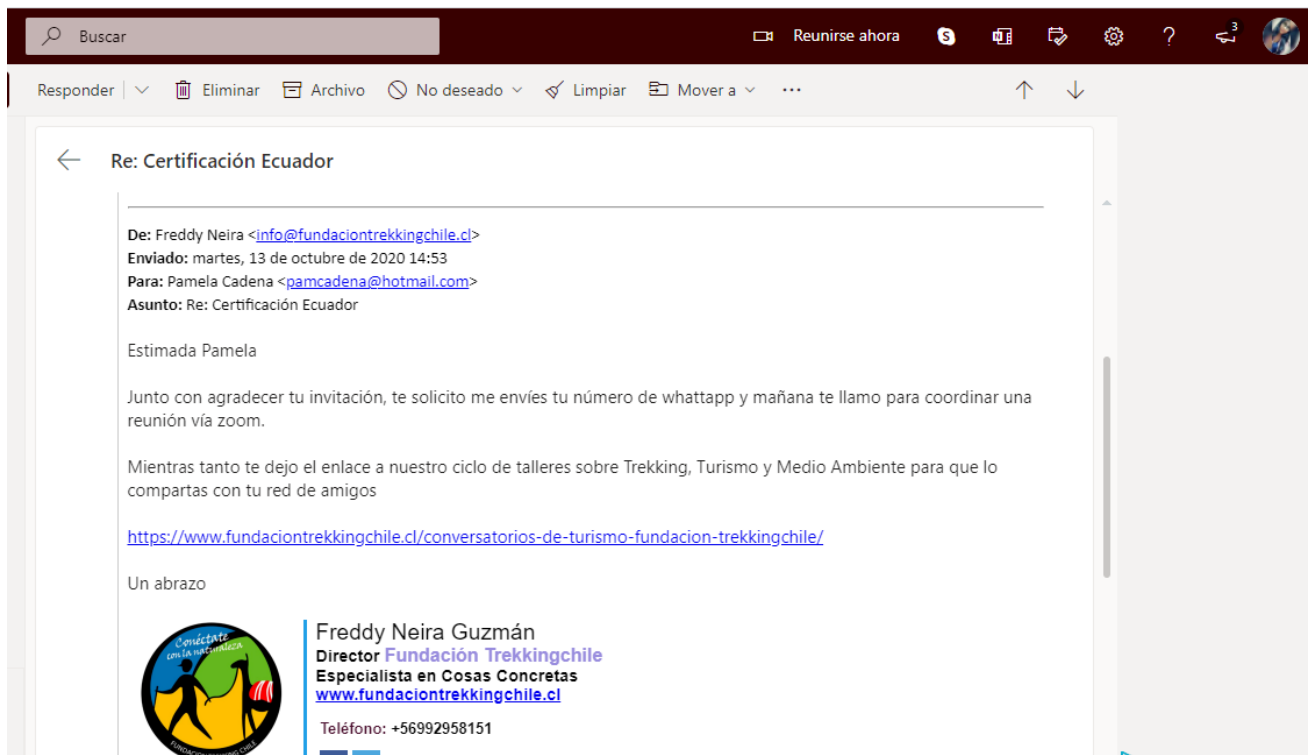 Buscar
Reunirse ahora
3
Responder
Eliminar
Archivo
No deseado
Limpiar
Mover a
Re: Certificación Ecuador
De: Freddy Neira <info@fundaciontrekkingchile.cl>
Enviado: martes, 13 de octubre de 2020 14:53
Para: Pamela Cadena <pamcadena@hotmail.com>
Asunto: Re: Certificación Ecuador
Estimada Pamela
Junto con agradecer tu invitación, te solicito me envíes tu número de whattapp y mañana te llamo para coordinar una
reunión vía zoom.
Mientras tanto te dejo el enlace a nuestro ciclo de talleres sobre Trekking, Turismo y Medio Ambiente para que lo
compartas con tu red de amigos
https://www.fundaciontrekkingchile.cl/conversatorios-de-turismo-fundacion-trekkingchile/
Un abrazo
Conéctate
con la naturaleza
FUNDACION TREKKING CHILE
Freddy Neira Guzmán
Director Fundación Trekkingchile
Especialista en Cosas Concretas
www.fundaciontrekkingchile.cl
Teléfono: +56992958151